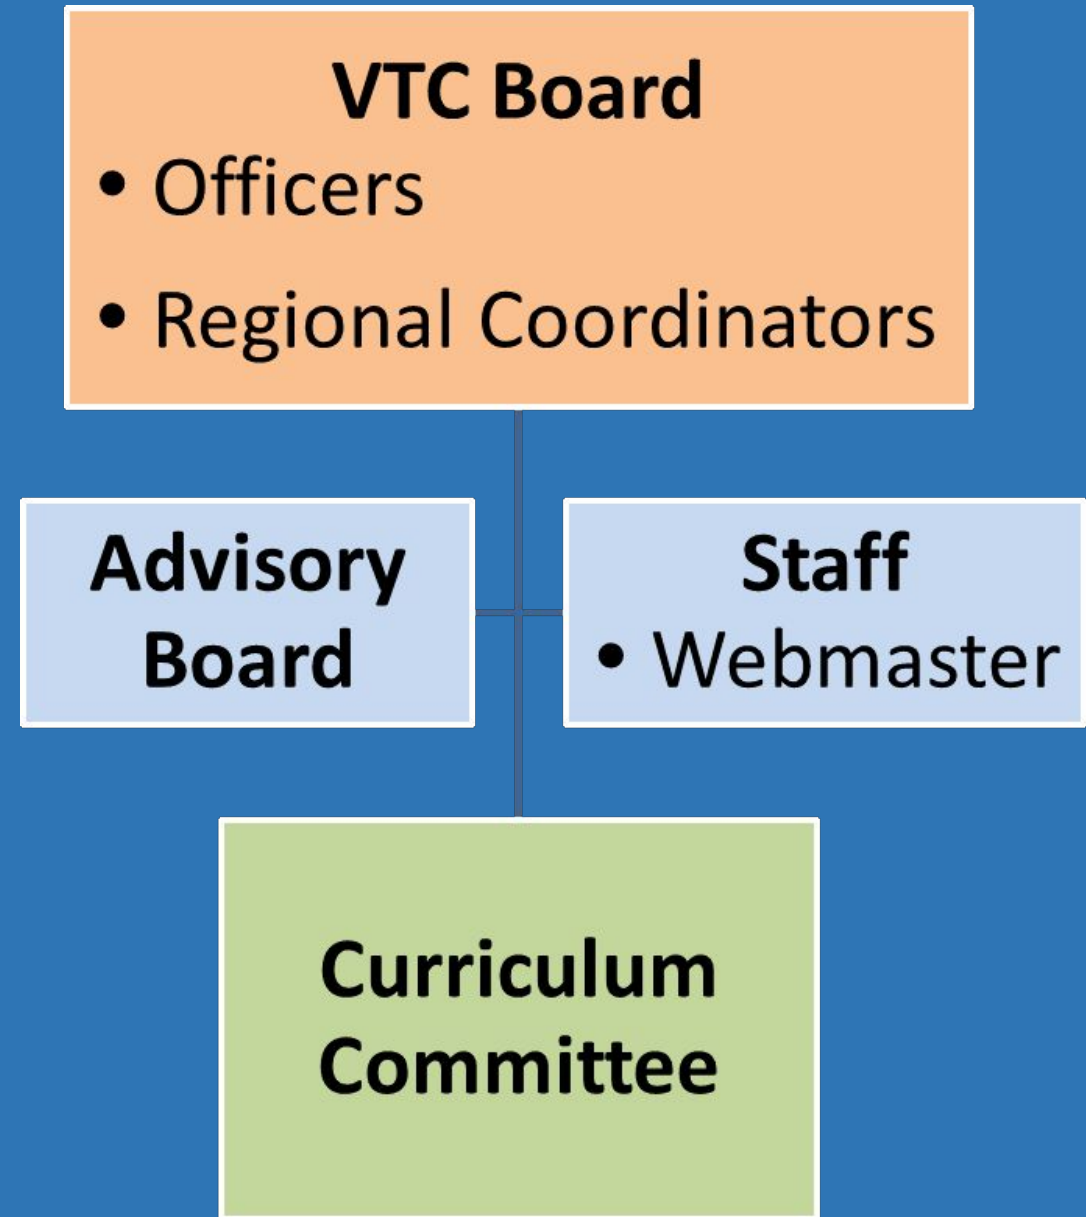 VTC Board
• Officers
• Regional Coordinators
Advisory
Board
Staff
• Webmaster
Curriculum
Committee